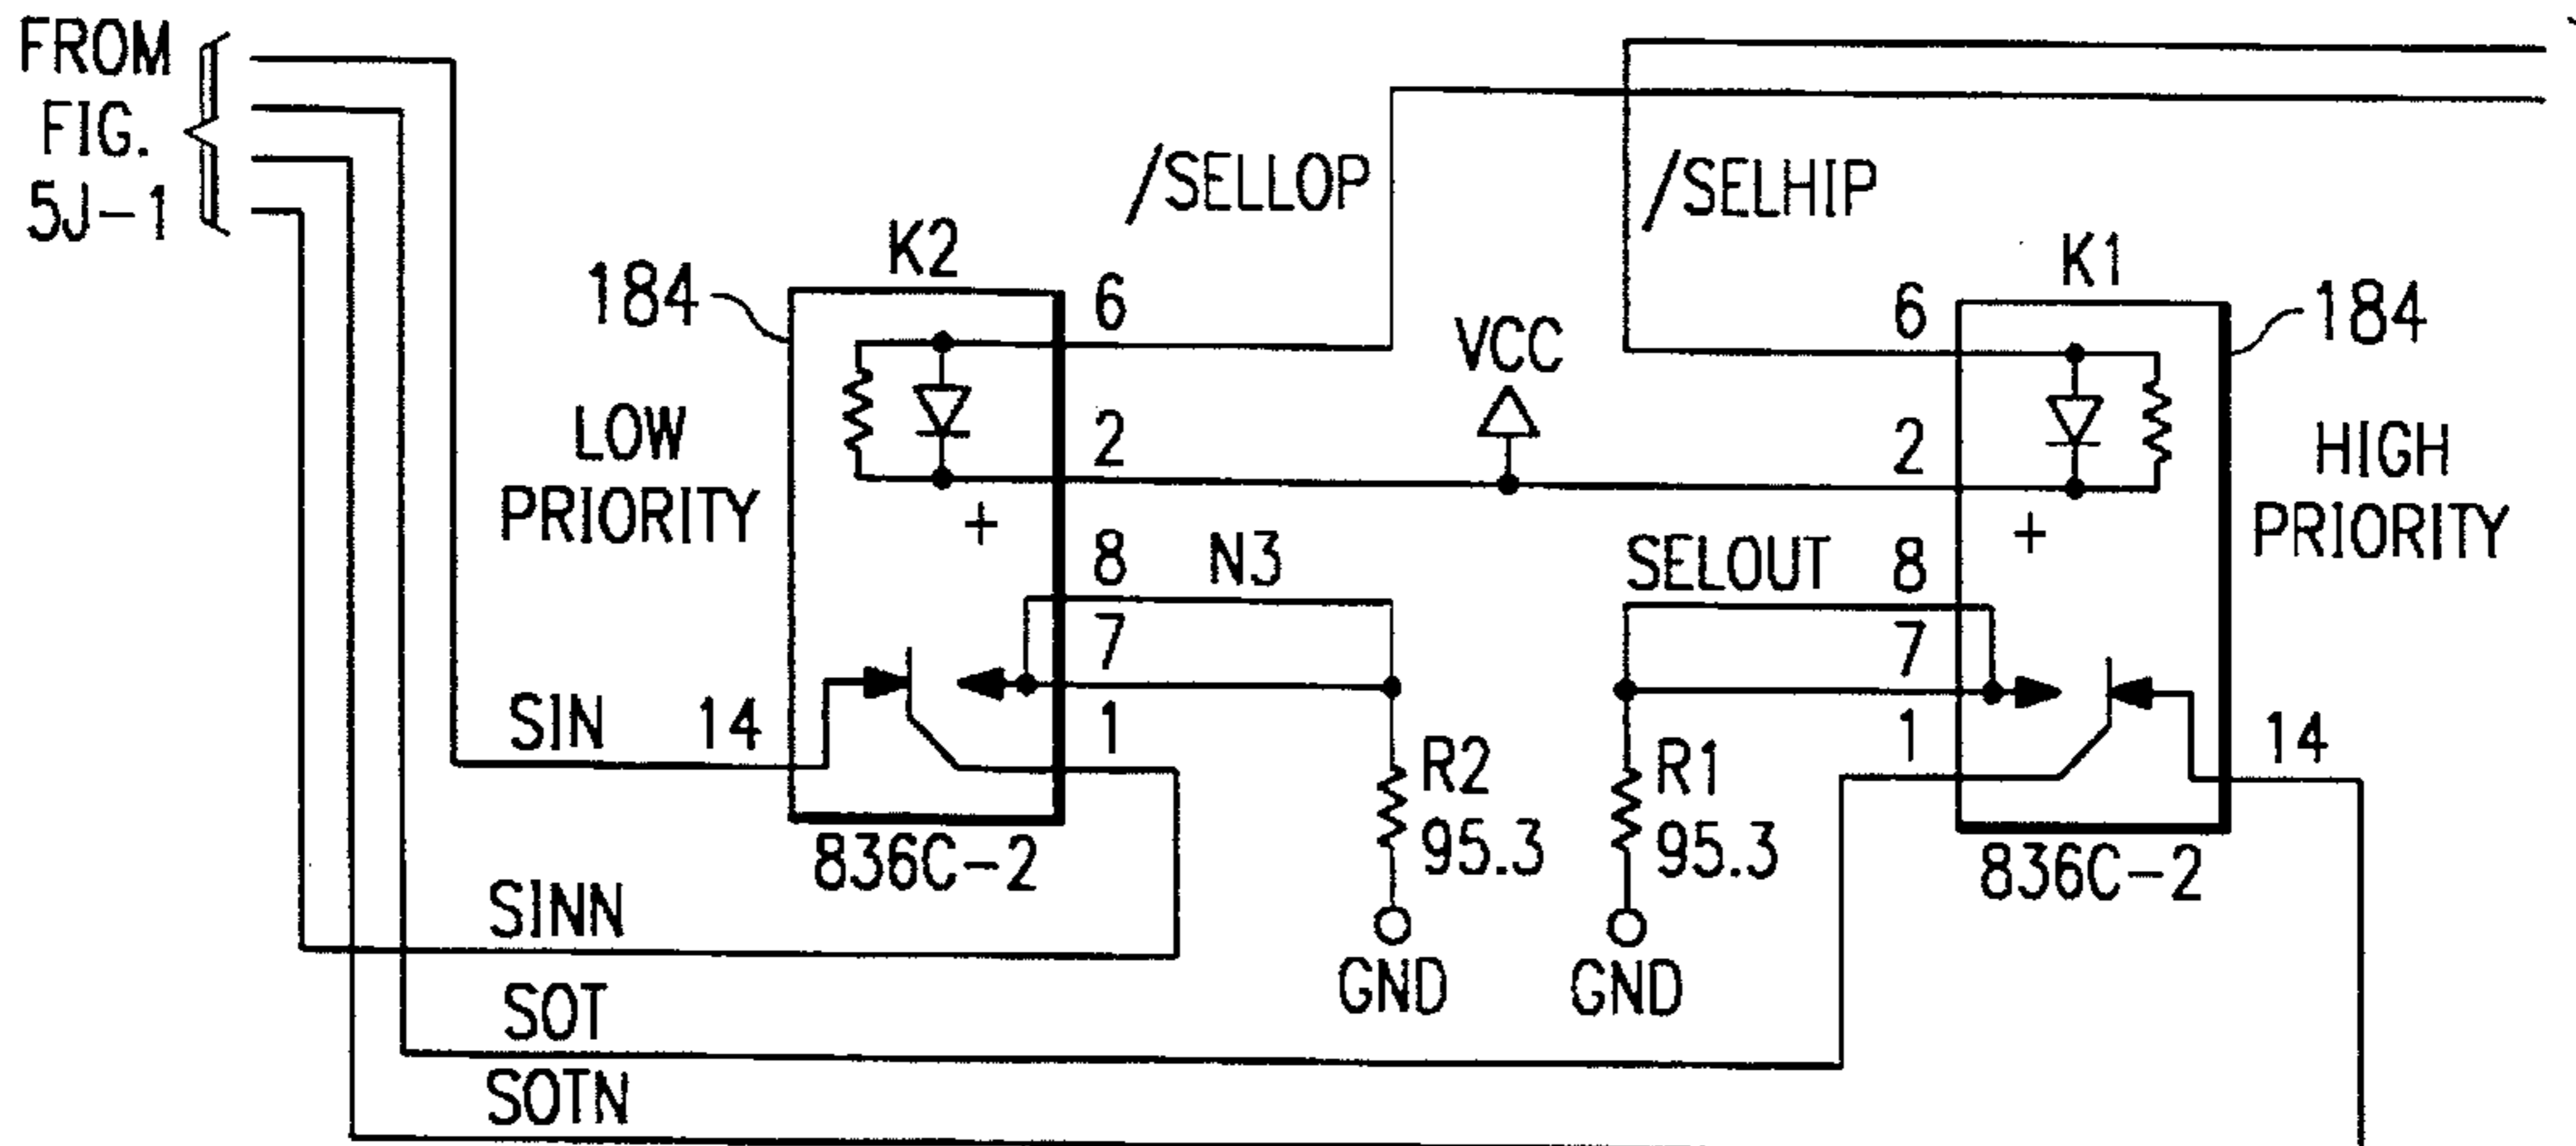 FROM
FIG.
5J-1
/SELLOP
/SELHIP
K2
184
6
LOW
PRIORITY
2
+
8
N3
7
SIN
14
1
836C-2
VCC
R2
95.3
GND
R1
95.3
GND
K1
184
6
2
HIGH
PRIORITY
+
SELOUT
8
7
1
14
836C-2
SINN
SOT
SOTN